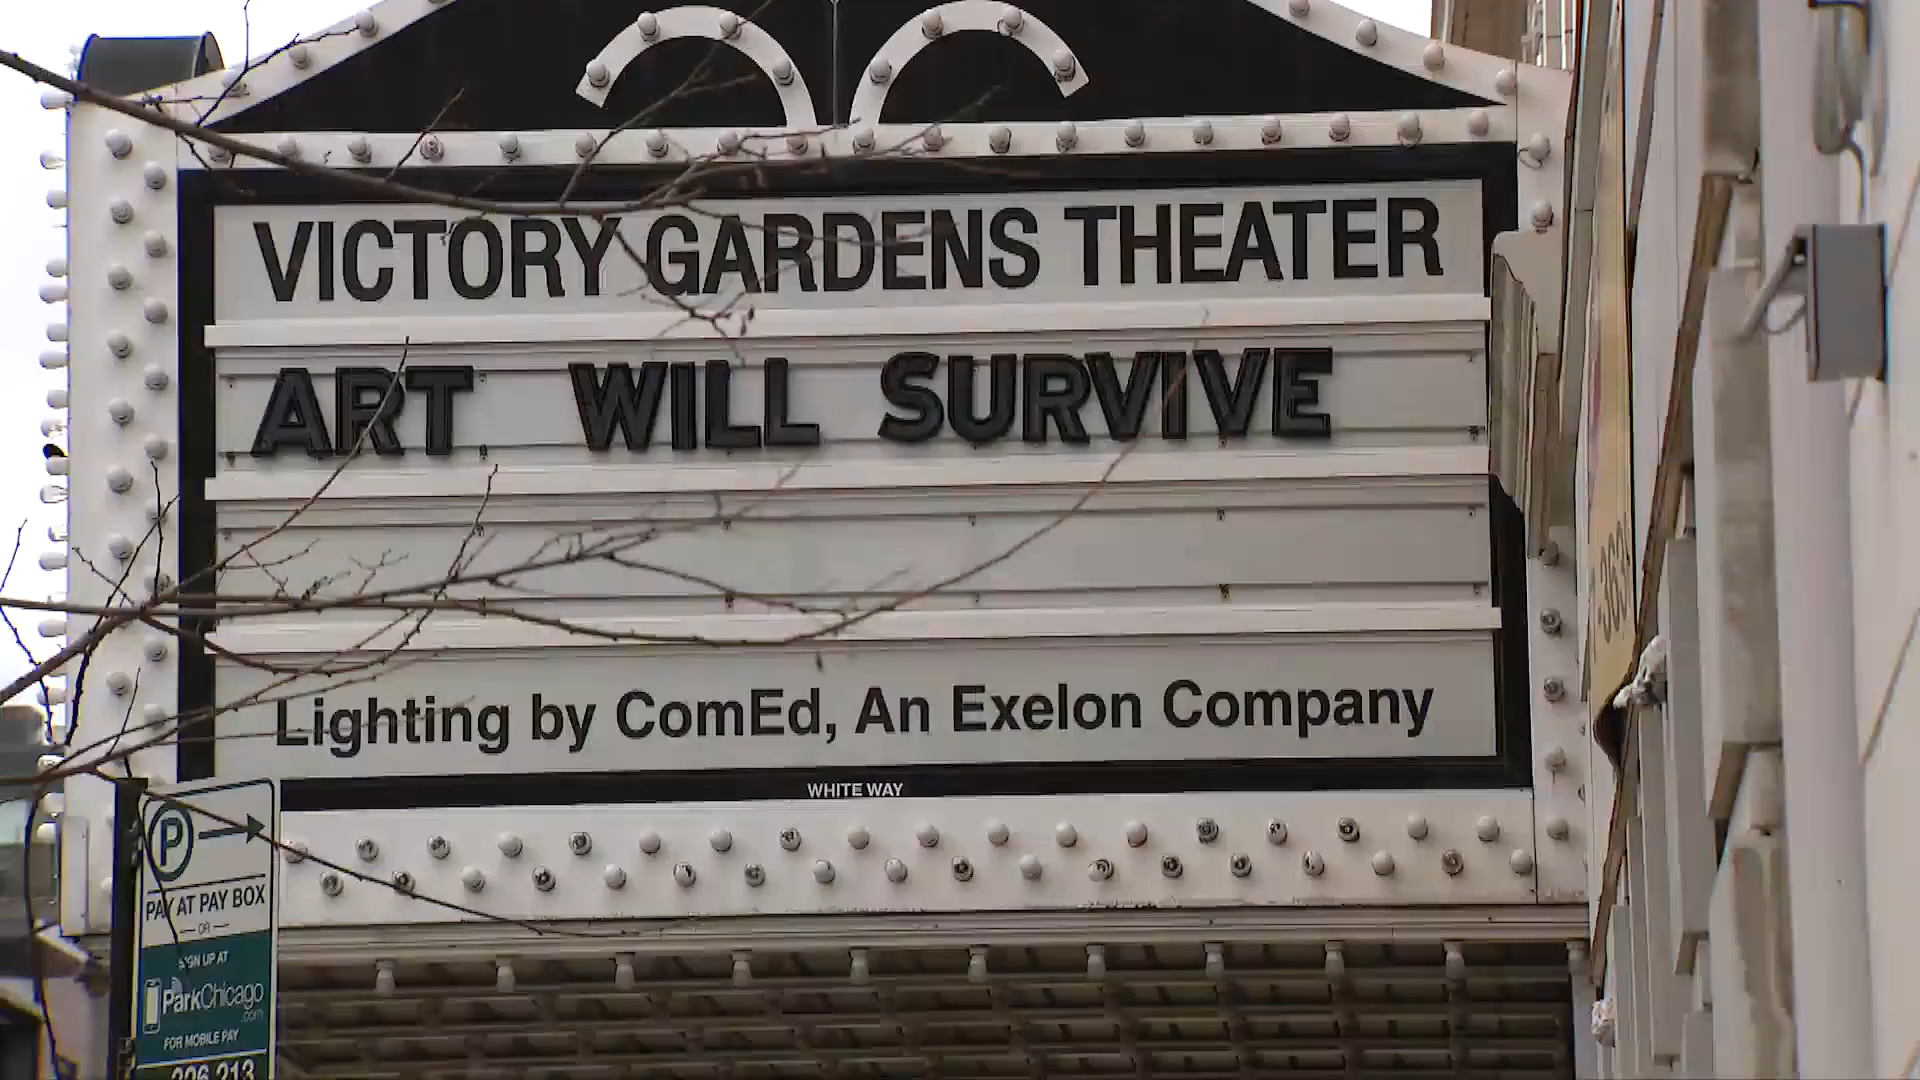 VICTORY GARDENS THEATER
ART WILL SURVIVE
Lighting by ComEd, An Exelon Company
WHITE WAY
P
PAY AT PAY BOX
OR
SIGN UP AT
ParkChicago
.com
FOR MOBILE PAY